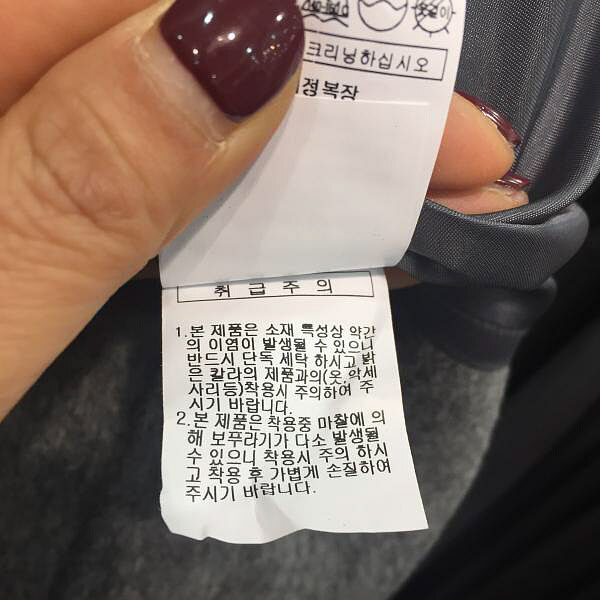 크리닝하십시오
정복장
취급주의
1.본 제품은 소재 특성상 약간
의 이염이 발생될 수 있으니
반드시 단독 세탁 하시고 밝
은 칼라의 제품과의(옷,악세
사리등)착용시 주의하여 주
시기 바랍니다.
2.본 제품은 착용중 마찰에 의
해 보푸라기가 다소 발생될
수 있으니 착용시 주의 하시
고 착용 후 가볍게 손질하여
주시기 바랍니다.